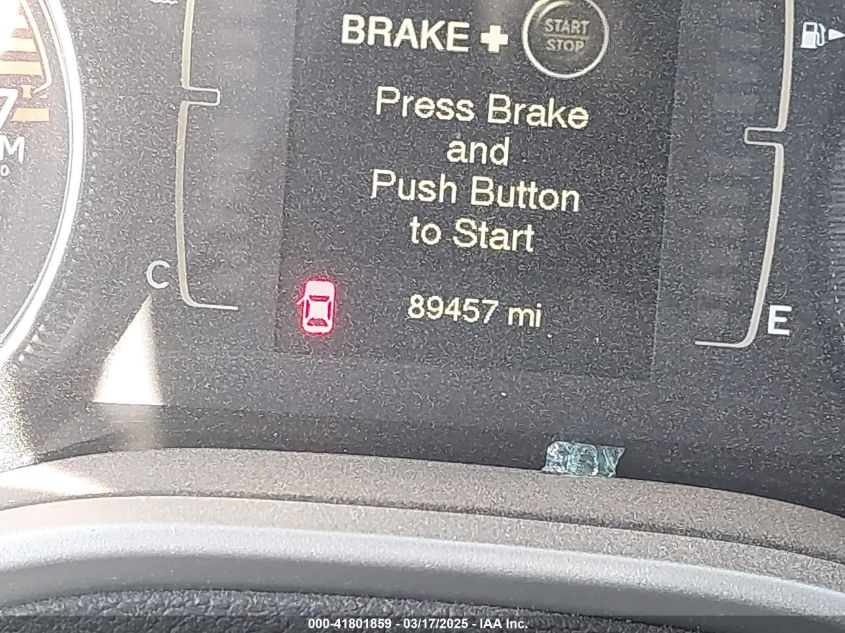 BRAKE + START STOP
Press Brake
and
Push Button
to Start
C
89457 mi
E
7
M
000-41801859 - 03/17/2025 - IAA Inc.